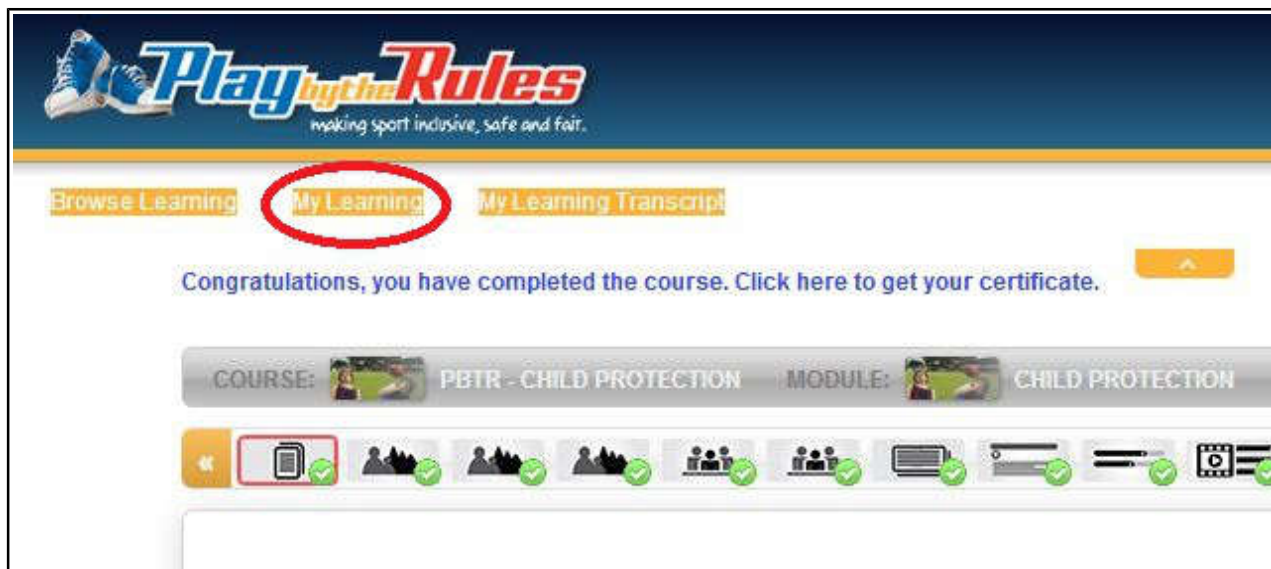 Play by the Rules
making sport inclusive, safe and fair.
Browse Learning My Learning My Learning Transcript
Congratulations, you have completed the course. Click here to get your certificate.
COURSE: PBTR - CHILD PROTECTION MODULE: CHILD PROTECTION